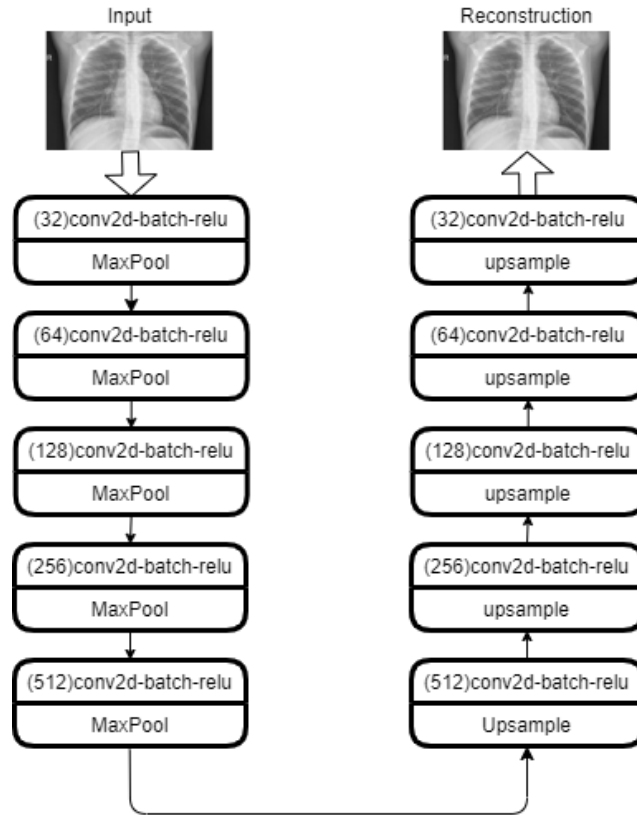 Input
R
(32)conv2d-batch-relu
MaxPool
(64)conv2d-batch-relu
MaxPool
(128)conv2d-batch-relu
MaxPool
(256)conv2d-batch-relu
MaxPool
(512)conv2d-batch-relu
MaxPool
Reconstruction
R
(32)conv2d-batch-relu
upsample
(64)conv2d-batch-relu
upsample
(128)conv2d-batch-relu
upsample
(256)conv2d-batch-relu
upsample
(512)conv2d-batch-relu
Upsample